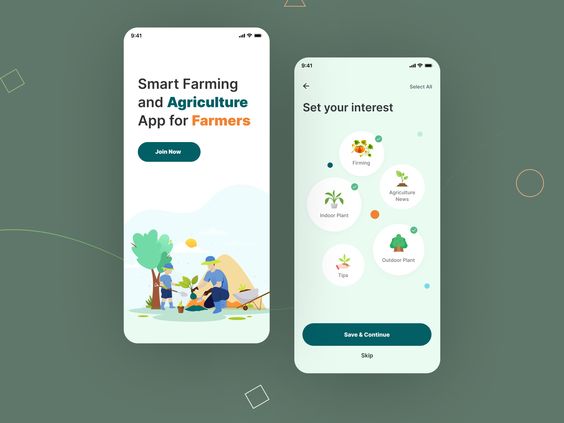 9:41
Smart Farming
and Agriculture
App for Farmers
Join Now
9:41
Select All
Set your interest
Firming
Agriculture
News
Indoor Plant
Outdoor Plant
Tips
Save & Continue
Skip